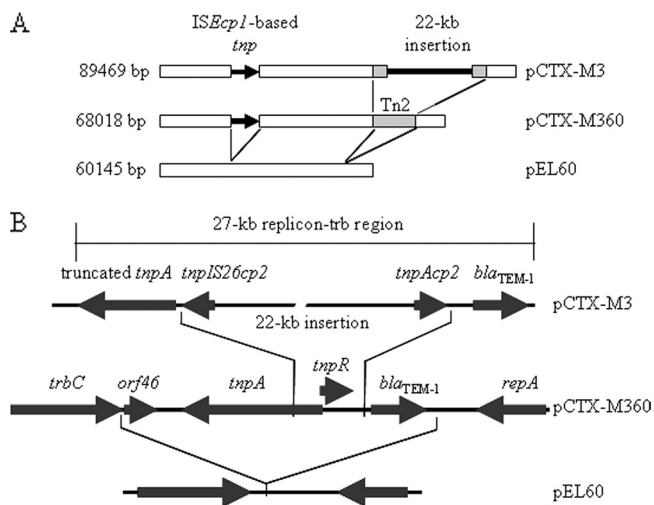 A
ISEcp1-based
tnp
22-kb
insertion
89469 bp
pCTX-M3
Tn2
68018 bp
pCTX-M360
60145 bp
pEL60
B
27-kb replicon-trb region
truncated tnpA
tnpIS26cp2
tnpAcp2
blaTEM-1
22-kb insertion
pCTX-M3
trbC
orf46
tnpA
tnpR
blaTEM-1
repA
pCTX-M360
pEL60